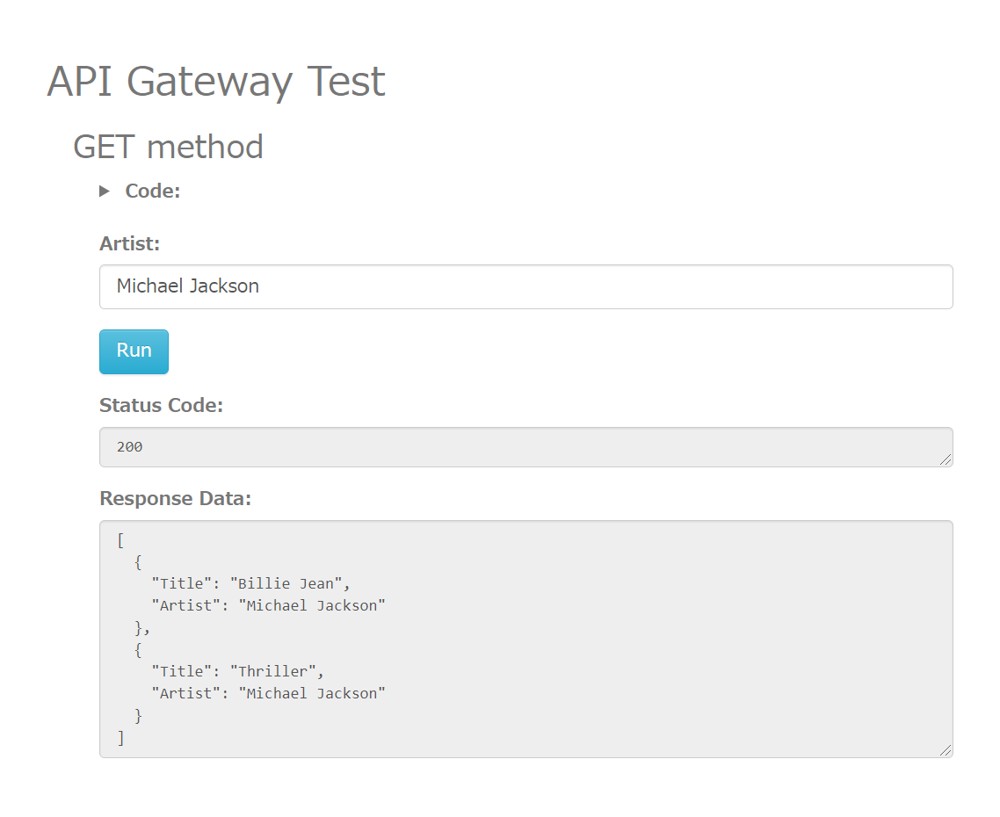 API Gateway Test
GET method
Code:
Artist:
Michael Jackson
Run
Status Code:
200
Response Data:
[
  {
    "Title": "Billie Jean",
    "Artist": "Michael Jackson"
  },
  {
    "Title": "Thriller",
    "Artist": "Michael Jackson"
  }
]